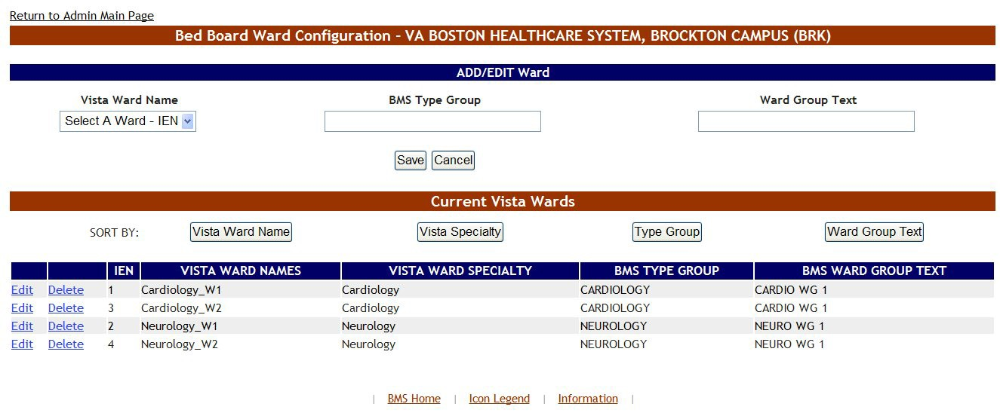 Return to Admin Main Page
Bed Board Ward Configuration - VA BOSTON HEALTHCARE SYSTEM, BROCKTON CAMPUS (BRK)
ADD/EDIT Ward
Vista Ward Name BMS Type Group Ward Group Text
Select A Ward - IEN
Save Cancel
Current Vista Wards
SORT BY: Vista Ward Name Vista Specialty Type Group Ward Group Text
IEN VISTA WARD NAMES VISTA WARD SPECIALTY BMS TYPE GROUP BMS WARD GROUP TEXT
Edit Delete 1 Cardiology_W1 Cardiology CARDIOLOGY CARDIO WG 1
Edit Delete 3 Cardiology_W2 Cardiology CARDIOLOGY CARDIO WG 1
Edit Delete 2 Neurology_W1 Neurology NEUROLOGY NEURO WG 1
Edit Delete 4 Neurology_W2 Neurology NEUROLOGY NEURO WG 1
| BMS Home | Icon Legend | Information |